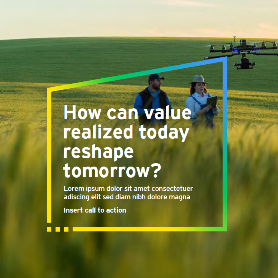 How can value
realized today
reshape
tomorrow?
Lorem ipsum dolor sit amet consectetuer
adiscing elit sed diam nibh dolore magna
Insert call to action